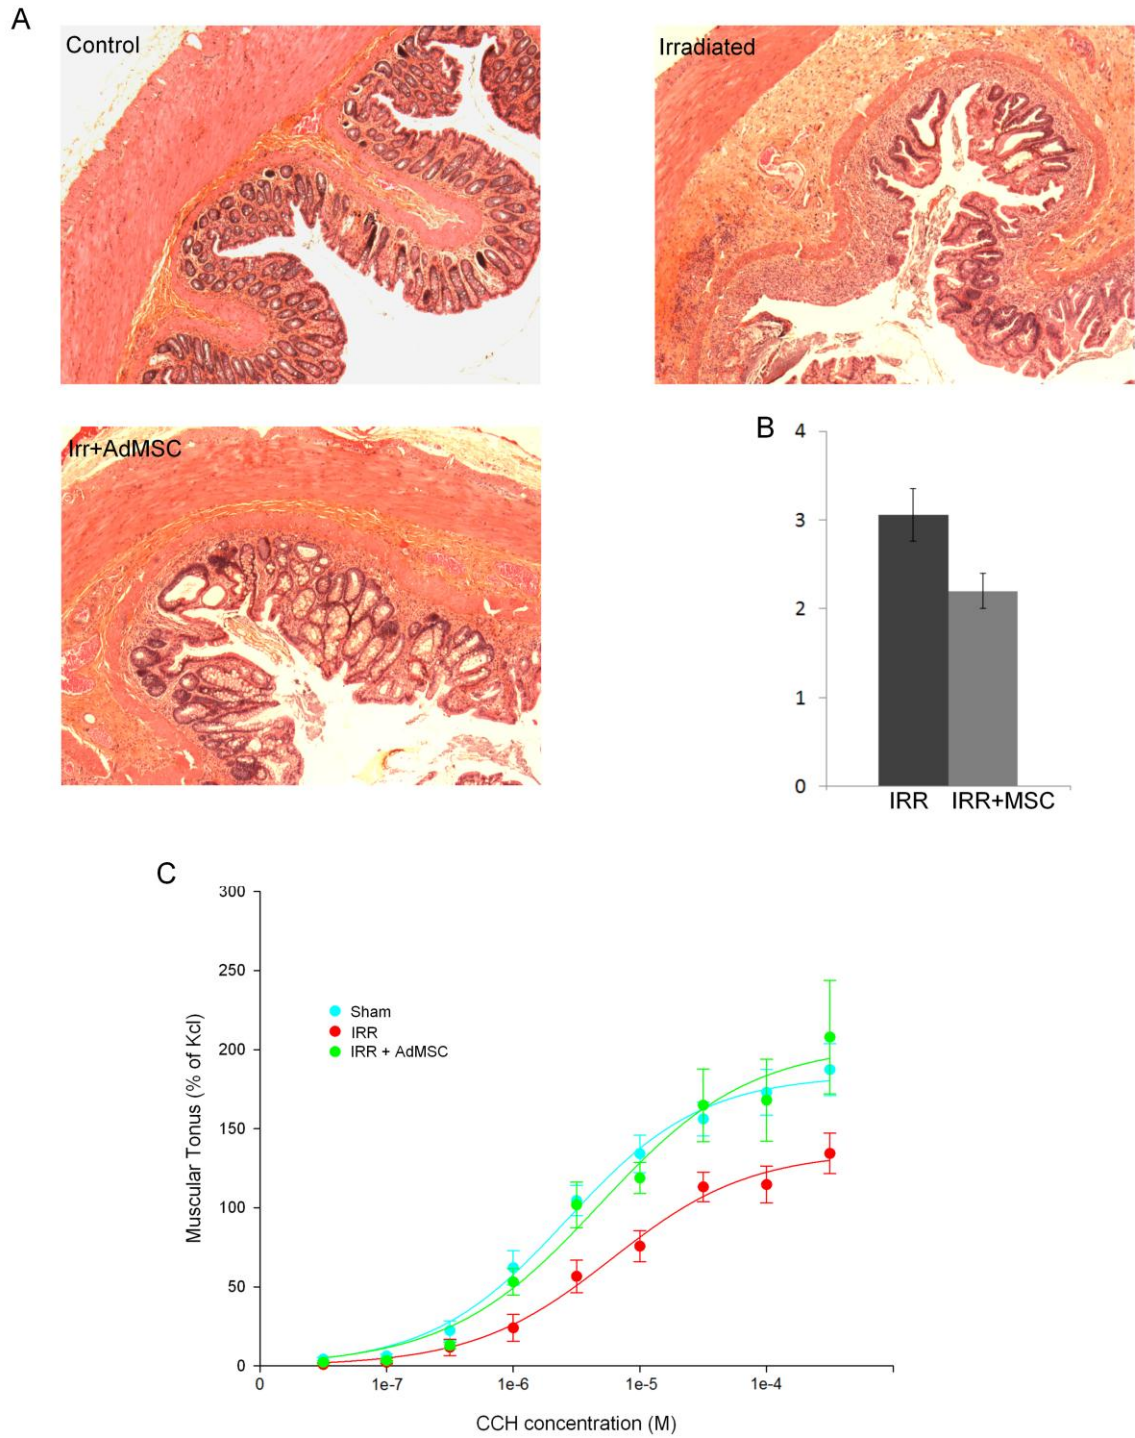 A
Control
Irradiated
Irr+AdMSC
B
4
3
2
1
0
IRR IRR+MSC
C
300
250
200
150
100
50
0
Muscular Tonus (% of Kcl)
Sham
IRR
IRR + AdMSC
0 1e-7 1e-6 1e-5 1e-4
CCH concentration (M)